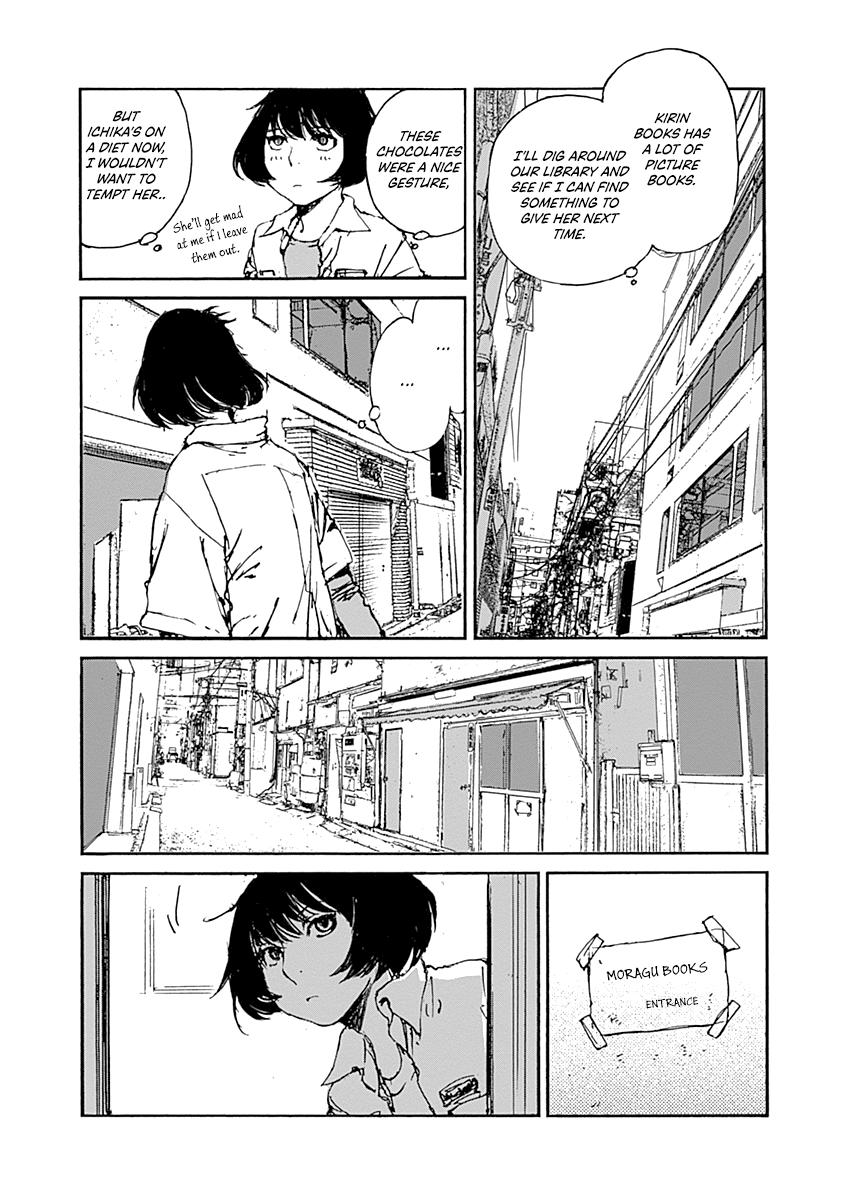 KIRIN
BOOKS HAS
A LOT OF
PICTURE
BOOKS.
I'LL DIG AROUND
OUR LIBRARY AND
SEE IF I CAN FIND
SOMETHING TO
GIVE HER NEXT
TIME.
THESE
CHOCOLATES
WERE A NICE
GESTURE,
BUT
ICHIKA'S ON
A DIET NOW,
I WOULDN'T
WANT TO
TEMPT HER..
She'll get mad
at me if I leave
them out.
...
...
MORAGU BOOKS
ENTRANCE